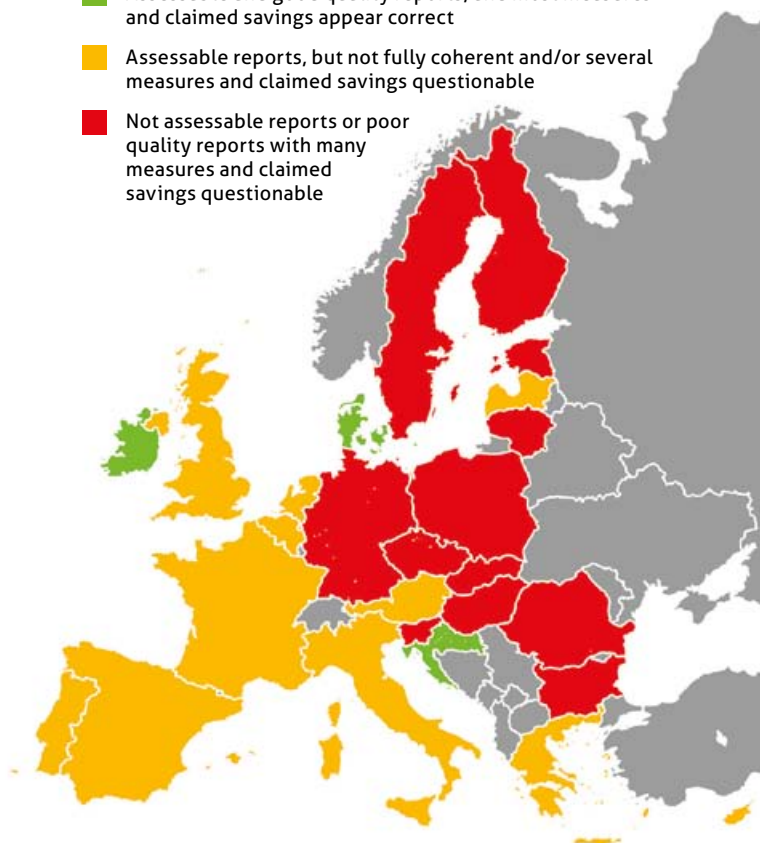 and claimed savings appear correct
Assessable reports, but not fully coherent and/or several
measures and claimed savings questionable
Not assessable reports or poor
quality reports with many
measures and claimed
savings questionable